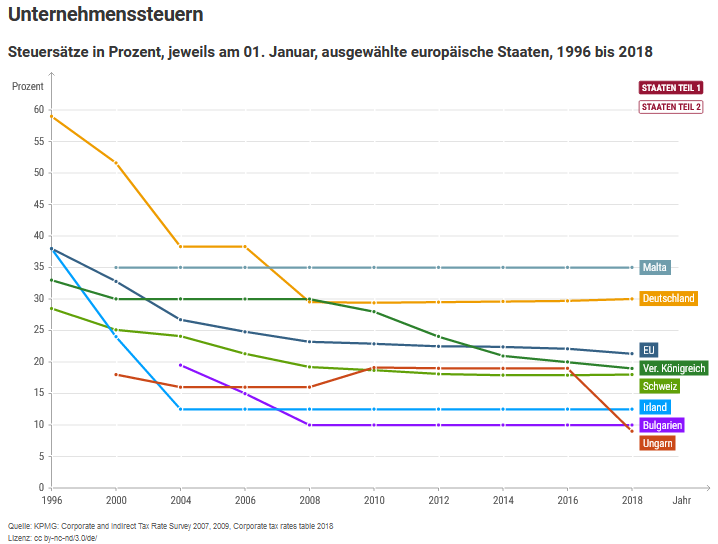 Unternehmenssteuern
Steuersätze in Prozent, jeweils am 01. Januar, ausgewählte europäische Staaten, 1996 bis 2018
Prozent
STAATEN TEIL 1
STAATEN TEIL 2
60
55
50
45
40
35
30
25
20
15
10
5
0
Malta
Deutschland
EU
Ver. Königreich
Schweiz
Irland
Bulgarien
Ungarn
1996 2000 2004 2006 2008 2010 2012 2014 2016 2018 Jahr
Quelle: KPMG: Corporate and Indirect Tax Rate Survey 2007, 2009, Corporate tax rates table 2018
Lizenz: cc by-nc-nd/3.0/de/